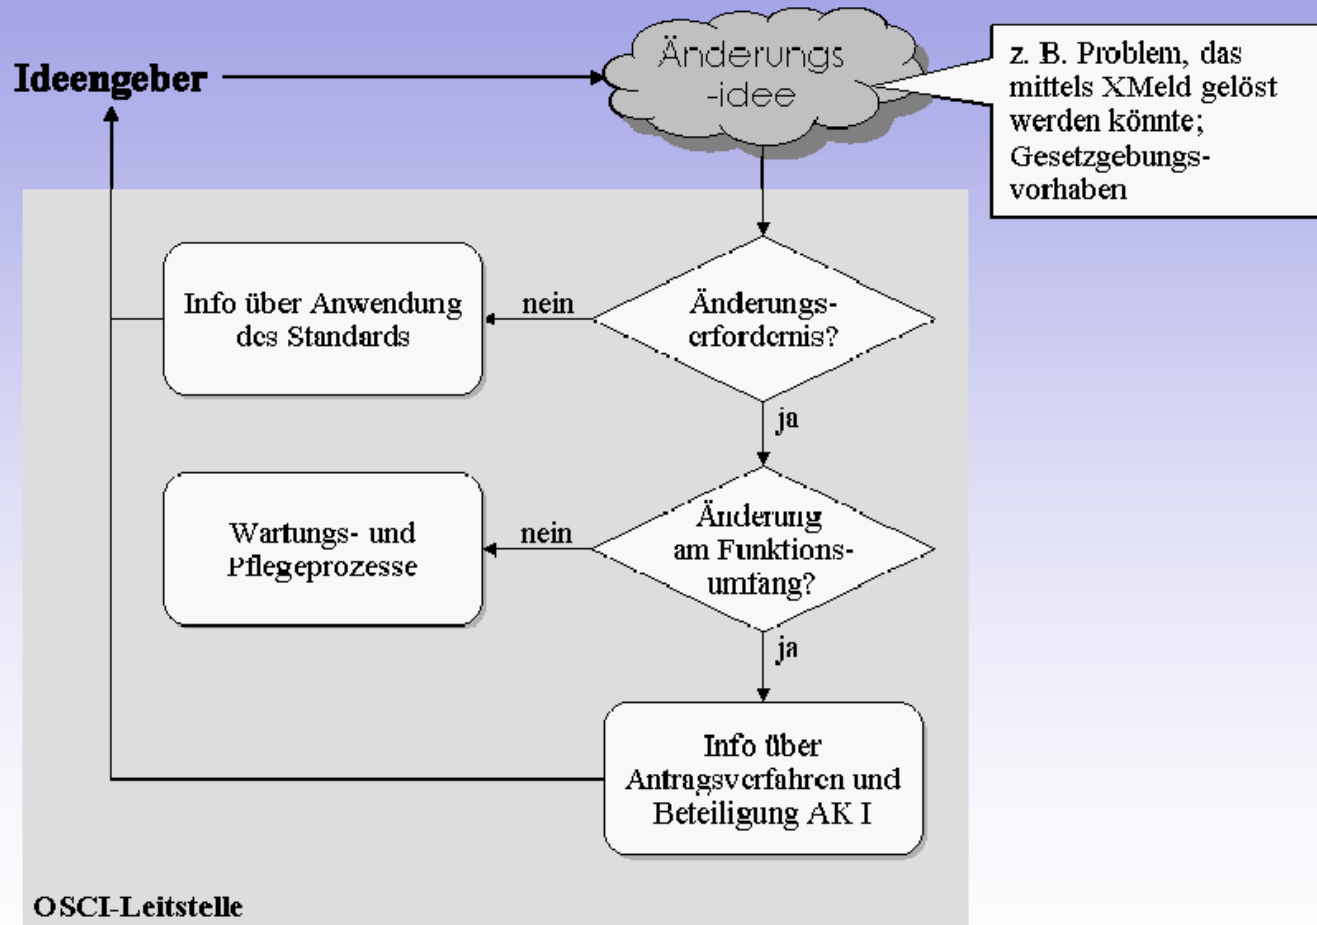 Ideengeber
Änderungs
-idee
z. B. Problem, das
mittels XMeld gelöst
werden könnte;
Gesetzgebungs-
vorhaben
Info über Anwendung
des Standards
nein
Änderungs-
erfordernis?
ja
Wartungs- und
Pflegeprozesse
nein
Änderung
am Funktions-
umfang?
ja
Info über
Antragsverfahren und
Beteiligung AK I
OSCI-Leitstelle